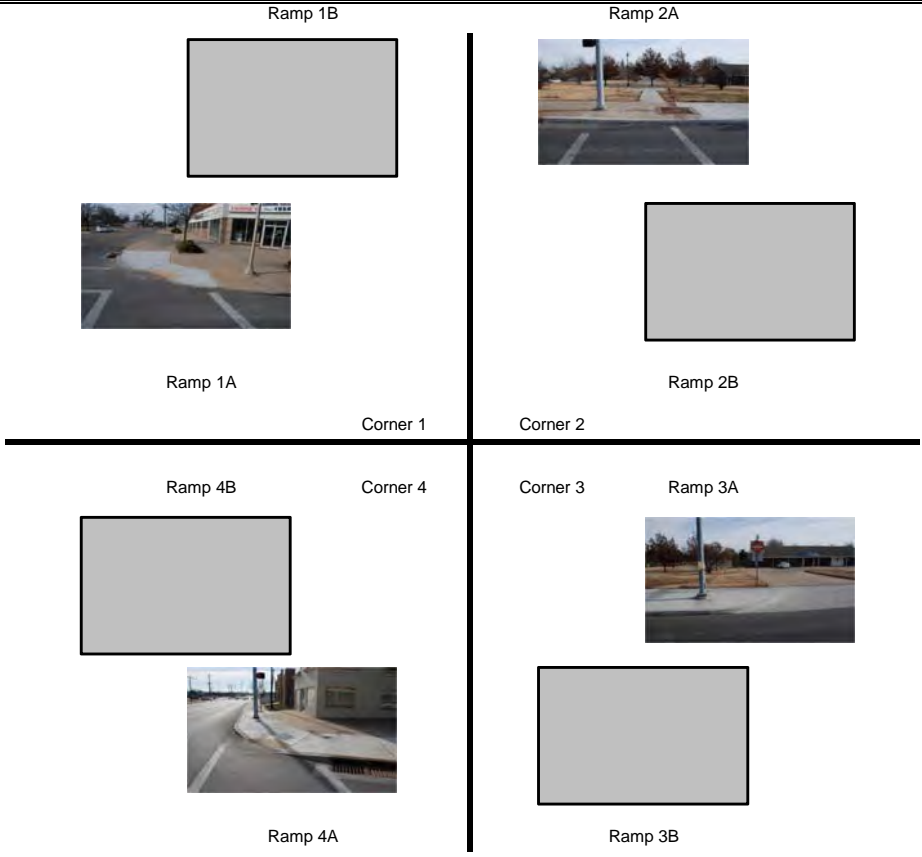 Ramp 1B Ramp 2A
Ramp 1A Ramp 2B
Corner 1 Corner 2
Ramp 4B Corner 4 Corner 3 Ramp 3A
Ramp 4A Ramp 3B